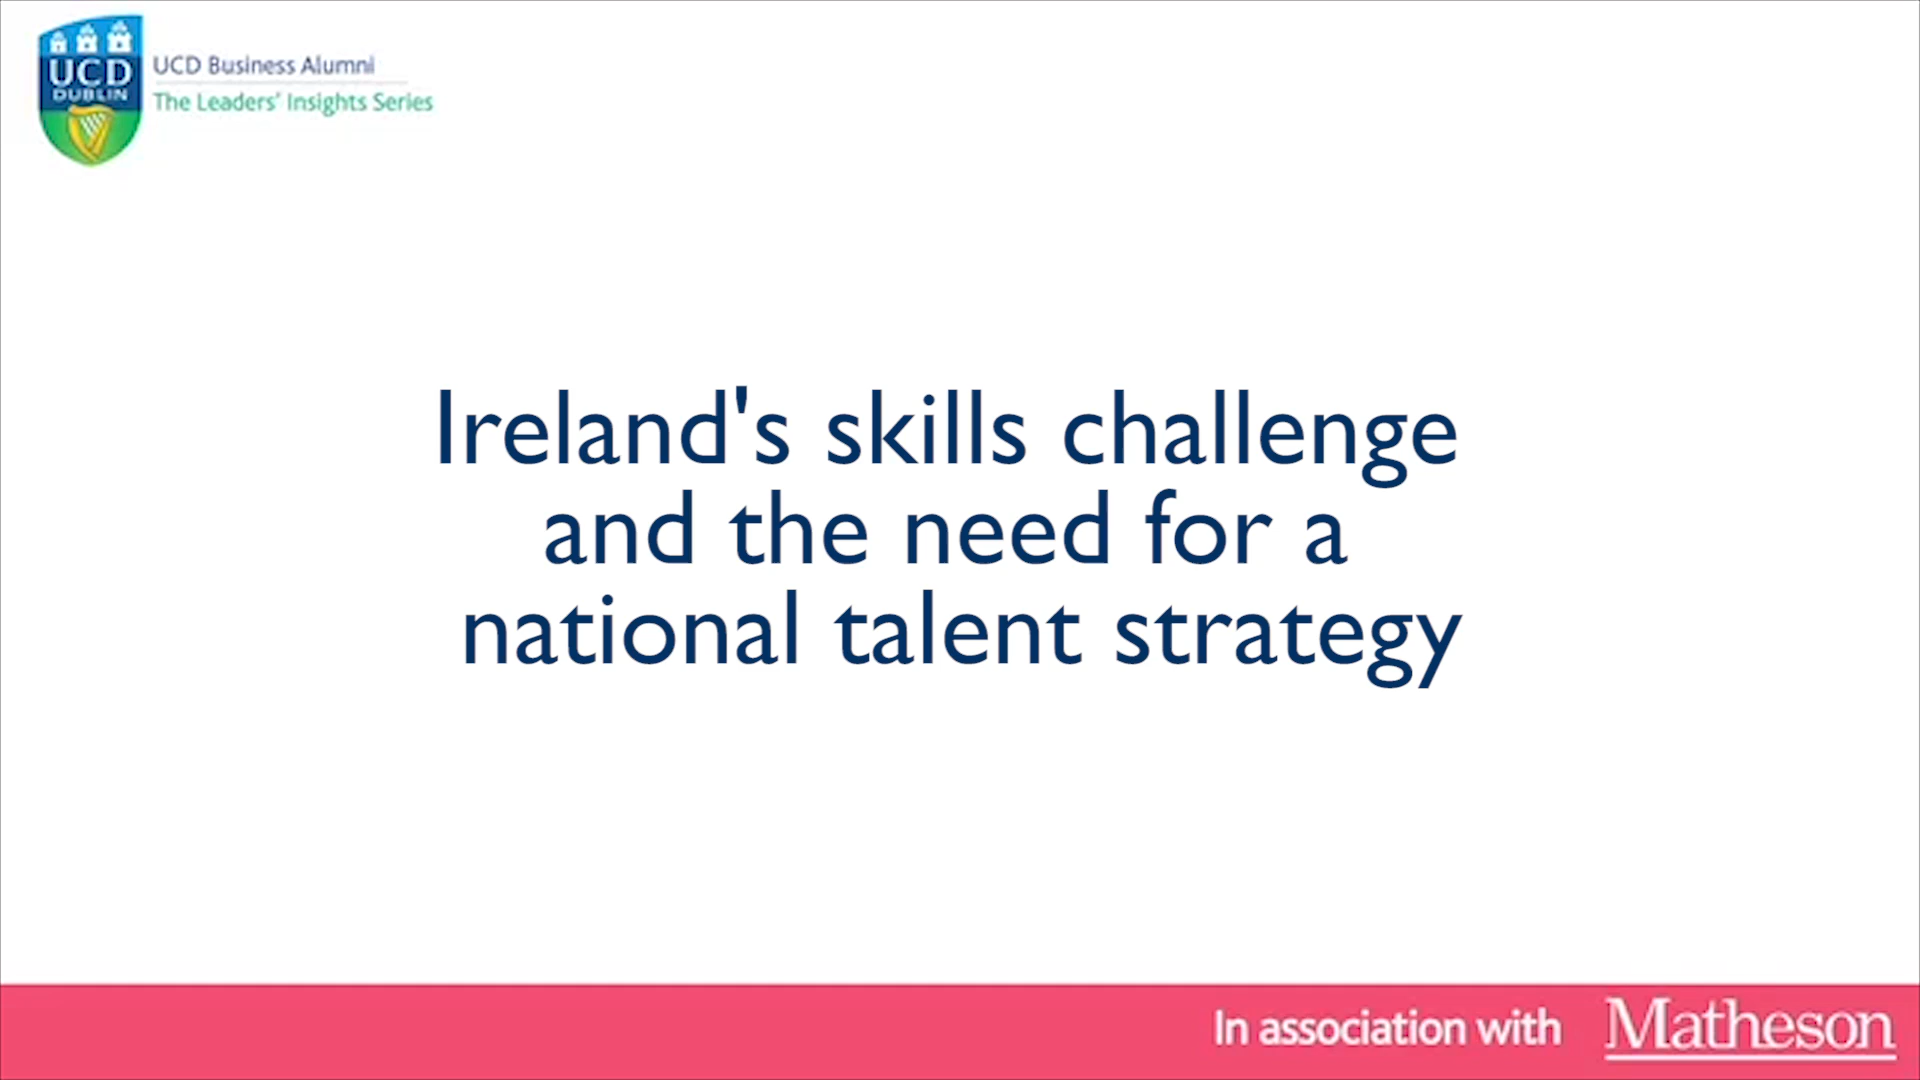 UCD
DUBLIN
UCD Business Alumni
The Leaders' Insights Series
Ireland's skills challenge
and the need for a
national talent strategy
In association with Matheson